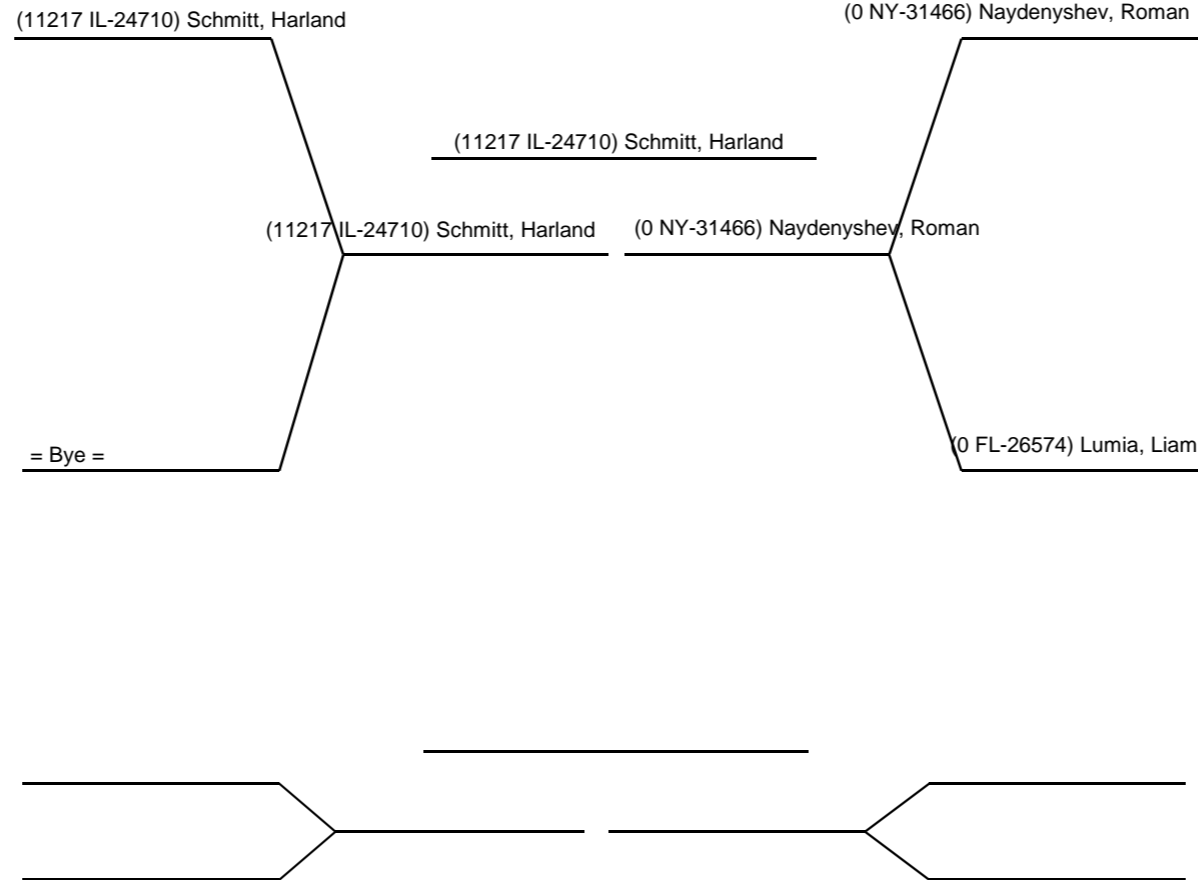 (11217 IL-24710) Schmitt, Harland
(0 NY-31466) Naydenyshev, Roman
(11217 IL-24710) Schmitt, Harland
(11217 IL-24710) Schmitt, Harland
(0 NY-31466) Naydenyshev, Roman
= Bye =
(0 FL-26574) Lumia, Liam